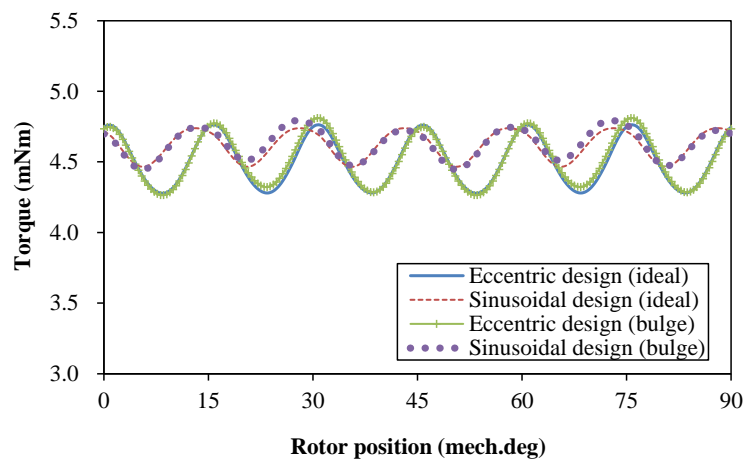 5.5
5.0
4.5
4.0
3.5
3.0
Torque (mNm)
Eccentric design (ideal)
Sinusoidal design (ideal)
Eccentric design (bulge)
Sinusoidal design (bulge)
0 15 30 45 60 75 90
Rotor position (mech.deg)